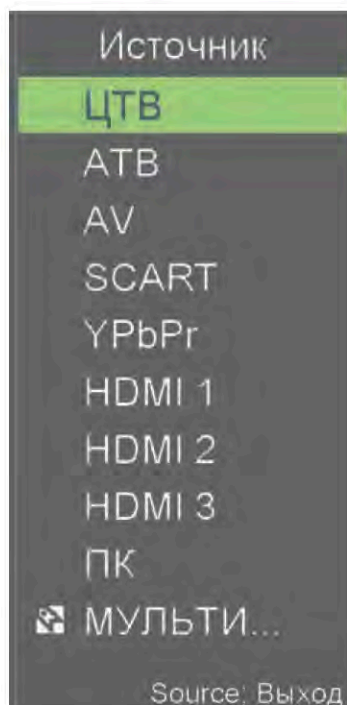 Источник
ЦТВ
АТВ
AV
SCART
YPbPr
HDMI 1
HDMI 2
HDMI 3
ПК
МУЛЬТИ...
Source: Выход